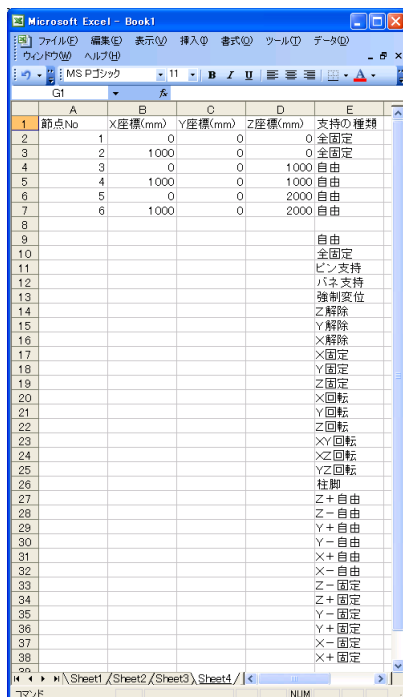 Microsoft Excel - Book1
ファイル(F) 編集(E) 表示(V) 挿入(I) 書式(O) ツール(T) データ(D)
ウィンドウ(W) ヘルプ(H)
MS Pゴシック 11 B I U A
G1 fx
A B C D E
1 節点No X座標(mm) Y座標(mm) Z座標(mm) 支持の種類
2 1 0 0 0 全固定
3 2 1000 0 0 全固定
4 3 0 0 1000 自由
5 4 1000 0 1000 自由
6 5 0 0 2000 自由
7 6 1000 0 2000 自由
8
9 自由
10 全固定
11 ピン支持
12 バネ支持
13 強制変位
14 Z解除
15 Y解除
16 X解除
17 X固定
18 Y固定
19 Z固定
20 X回転
21 Y回転
22 Z回転
23 XY回転
24 XZ回転
25 YZ回転
26 柱脚
27 Z+自由
28 Z-自由
29 Y+自由
30 Y-自由
31 X+自由
32 X-自由
33 Z-固定
34 Z+固定
35 Y-固定
36 Y+固定
37 X-固定
38 X+固定
Sheet1 Sheet2 Sheet3 Sheet4
コマンド NUM